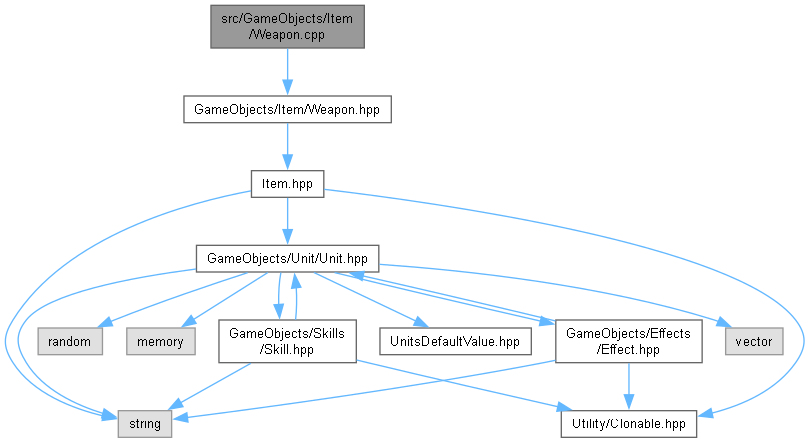 src/GameObjects/Item
/Weapon.cpp
GameObjects/Item/Weapon.hpp
Item.hpp
GameObjects/Unit/Unit.hpp
random
memory
GameObjects/Skills
/Skill.hpp
UnitsDefaultValue.hpp
GameObjects/Effects
/Effect.hpp
vector
string
Utility/Clonable.hpp